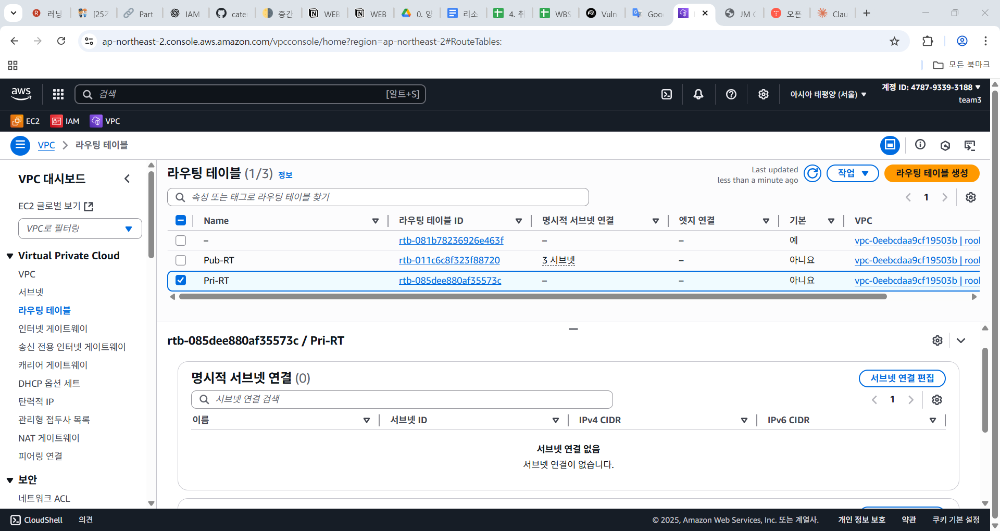 러닝
[257
Part
IAM
cate
중간
WEB
WEB
0. 양
리소
4. 취
WBS
Vuln
Goo
JM
오픈
Clau
ap-northeast-2.console.aws.amazon.com/vpcconsole/home?region=ap-northeast-2#RouteTables:
모든 북마크
aws
검색
[알트+S]
아시아 태평양 (서울)
계정 ID: 4787-9339-3188
team3
EC2
IAM
VPC
VPC
라우팅 테이블
VPC 대시보드
EC2 글로벌 보기
VPC로 필터링
Virtual Private Cloud
VPC
서브넷
라우팅 테이블
인터넷 게이트웨이
송신 전용 인터넷 게이트웨이
캐리어 게이트웨이
DHCP 옵션 세트
탄력적 IP
관리형 접두사 목록
NAT 게이트웨이
피어링 연결
보안
네트워크 ACL
라우팅 테이블 (1/3) 정보
Last updated
less than a minute ago
작업
라우팅 테이블 생성
속성 또는 태그로 라우팅 테이블 찾기
1
Name 라우팅 테이블 ID 명시적 서브넷 연결 엣지 연결 기본 VPC
– rtb-081b78236926e463f – – 예 vpc-0eebcdaa9cf19503b | rool
Pub-RT rtb-011c6c8f323f88720 3 서브넷 – 아니요 vpc-0eebcdaa9cf19503b | rool
Pri-RT rtb-085dee880af35573c – – 아니요 vpc-0eebcdaa9cf19503b | rool
rtb-085dee880af35573c / Pri-RT
명시적 서브넷 연결 (0)
서브넷 연결 편집
서브넷 연결 검색
1
이름 서브넷 ID IPv4 CIDR IPv6 CIDR
서브넷 연결 없음
서브넷 연결이 없습니다.
CloudShell
의견
© 2025, Amazon Web Services, Inc. 또는 계열사.
개인 정보 보호
약관
쿠키 기본 설정